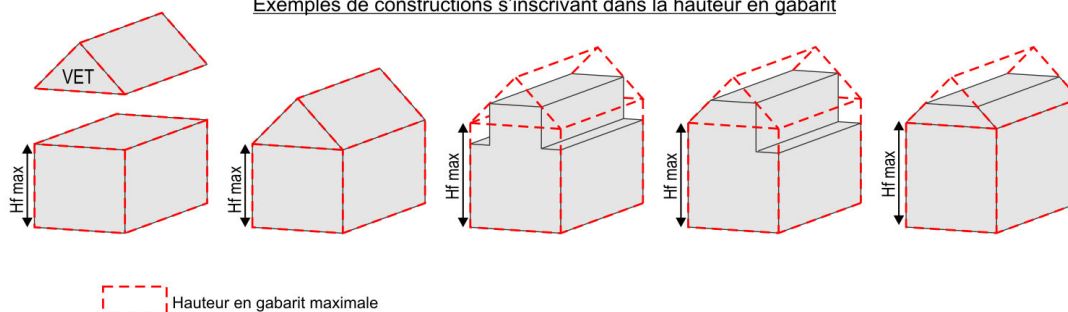 Exemples de constructions s'inscrivant dans la hauteur en gabarit
VET
Hf max
Hf max
Hf max
Hf max
Hf max
Hauteur en gabarit maximale